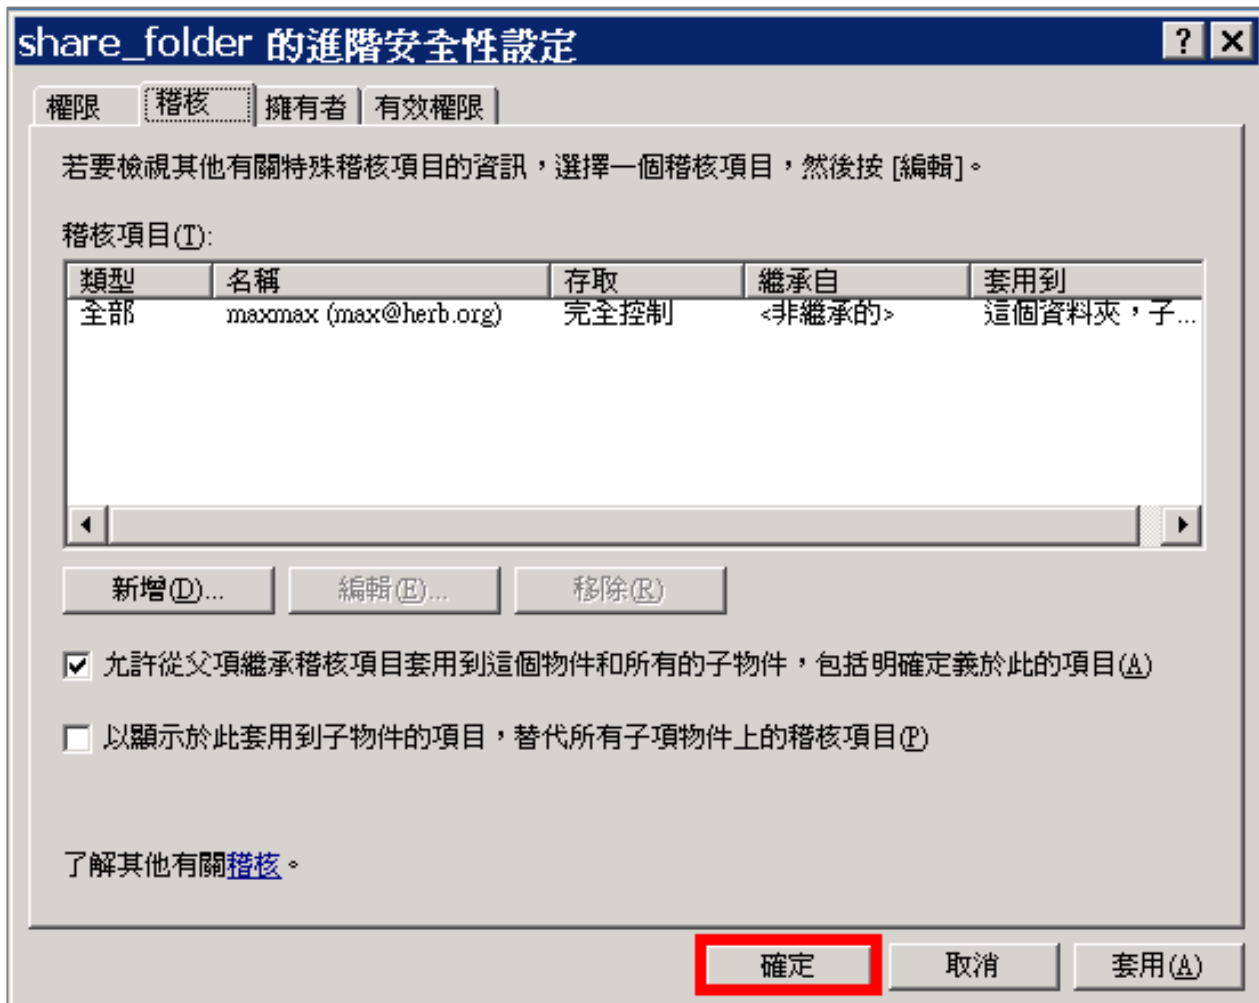 share_folder 的進階安全性設定
權限 稽核 擁有者 有效權限
若要檢視其他有關特殊稽核項目的資訊，選擇一個稽核項目，然後按 [編輯]。
稽核項目(T):
類型 名稱 存取 繼承自 套用到
全部 maxmax (max@herb.org) 完全控制 <非繼承的> 這個資料夾，子...
新增(D)... 編輯(E)... 移除(R)
允許從父項繼承稽核項目套用到這個物件和所有的子物件，包括明確定義於此的項目(A)
以顯示於此套用到子物件的項目，替代所有子項物件上的稽核項目(P)
了解其他有關稽核。
確定 取消 套用(A)